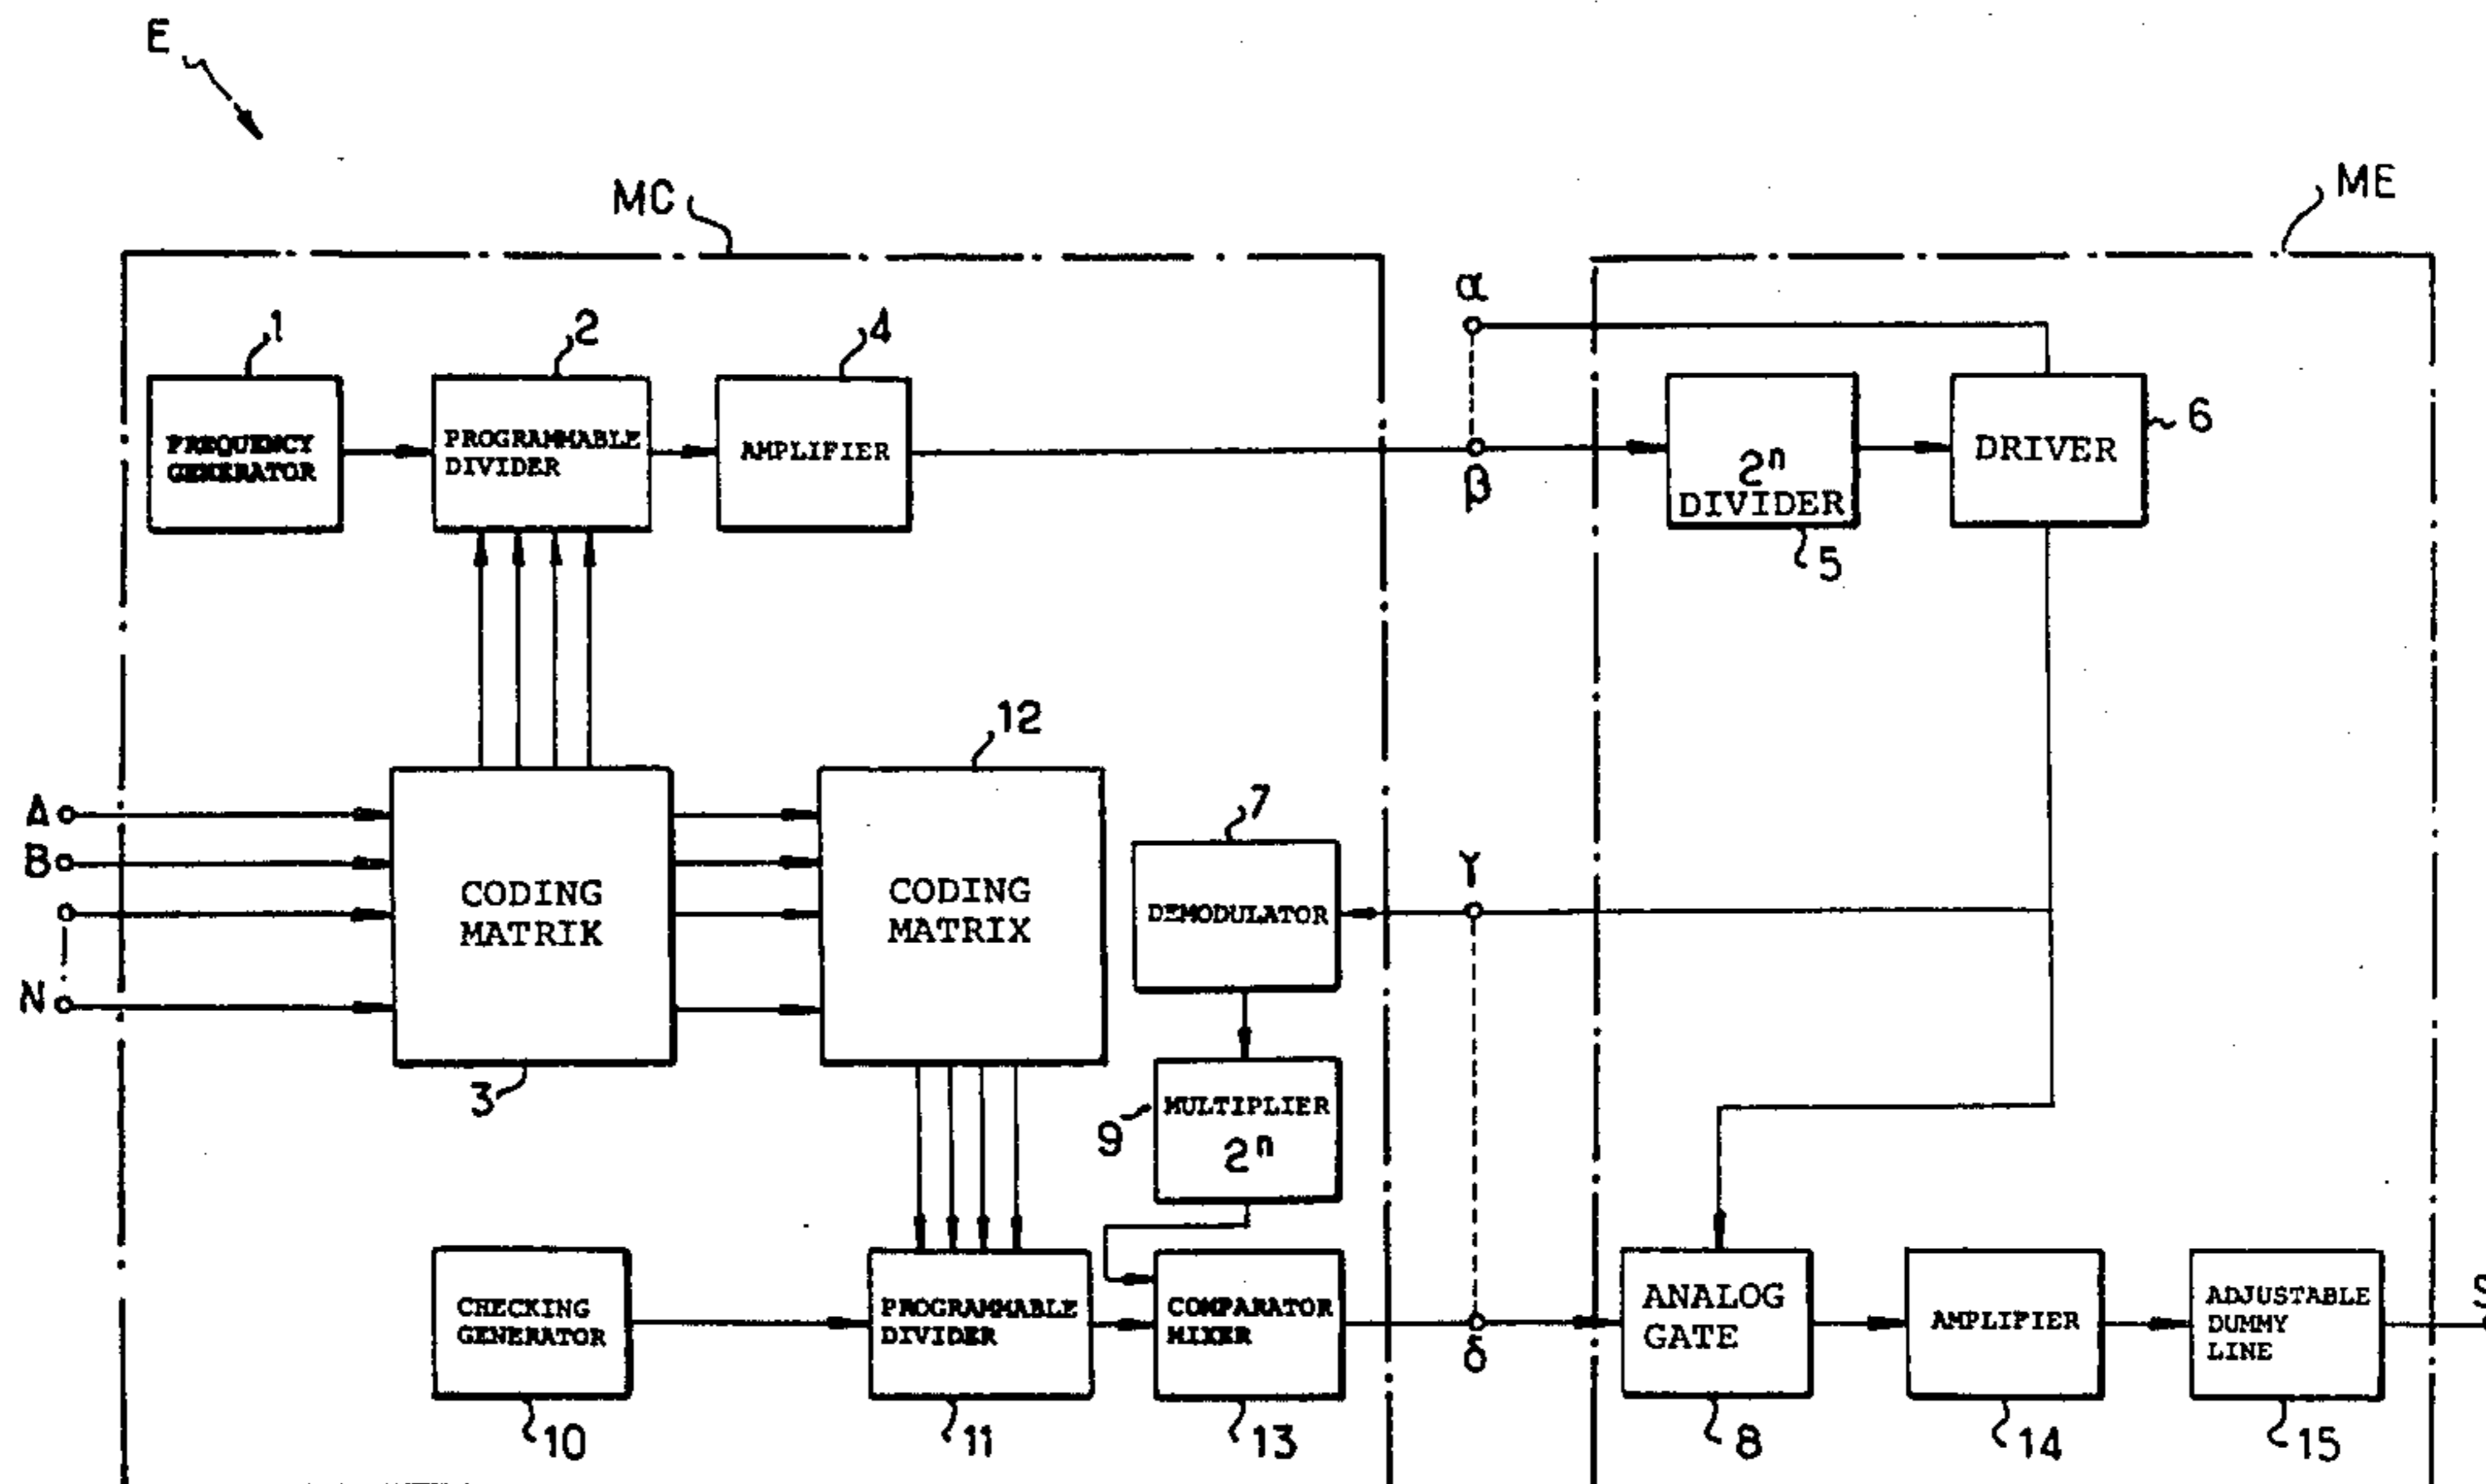 E
MC
ME
1
2
4
α
FREQUENCY
GENERATOR
PROGRAMMABLE
DIVIDER
AMPLIFIER
β
2ⁿ
DIVIDER
DRIVER
6
5
12
A
B
N
CODING
MATRIK
3
CODING
MATRIX
7
DEMODULATOR
γ
MULTIPLIER
2ⁿ
9
CHECKING
GENERATOR
10
PROGRAMMABLE
DIVIDER
11
COMPARATOR
MIXER
13
δ
ANALOG
GATE
8
AMPLIFIER
14
ADJUSTABLE
DUMMY
LINE
15
S